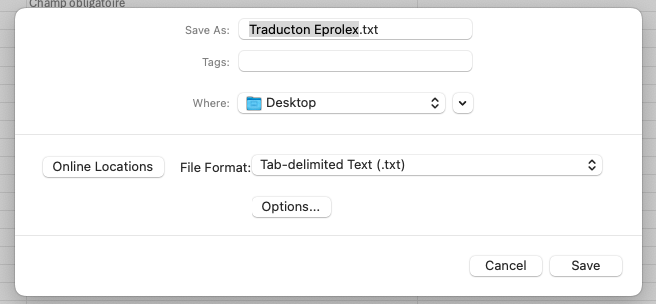 Champ obligatoire
Save As: Traducton Eprolex.txt
Tags:
Where: Desktop
Online Locations File Format: Tab-delimited Text (.txt)
Options...
Cancel Save